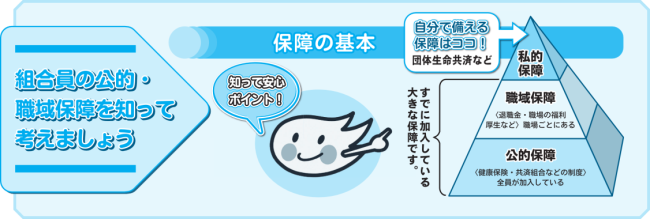 組合員の公的・
職域保障を知って
考えましょう
保障の基本
知って安心
ポイント！
自分で備える
保障はココ！
団体生命共済など
すでに加入している
大きな保障です。
私的
保障
職域保障
〈退職金・職場の福利
厚生など〉職場ごとにある
公的保障
〈健康保険・共済組合などの制度〉
全員が加入している